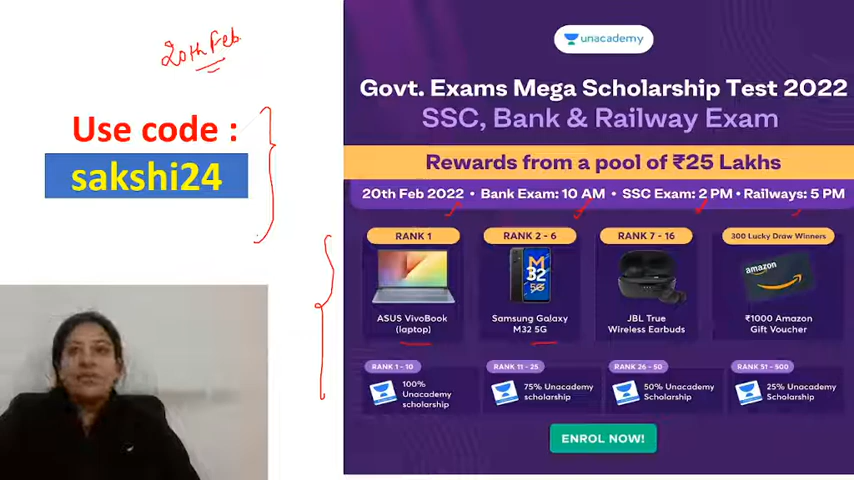 20th Feb
Use code :
sakshi24
unacademy
Govt. Exams Mega Scholarship Test 2022
SSC, Bank & Railway Exam
Rewards from a pool of ₹25 Lakhs
20th Feb 2022 • Bank Exam: 10 AM • SSC Exam: 2 PM • Railways: 5 PM
RANK 1
ASUS VivoBook
(laptop)
RANK 2 - 6
M
32
5G
Samsung Galaxy
M32 5G
RANK 7 - 16
JBL True
Wireless Earbuds
300 Lucky Draw Winners
amazon
₹1000 Amazon
Gift Voucher
RANK 1 - 10
100%
Unacademy
scholarship
RANK 11 - 25
75% Unacademy
scholarship
RANK 26 - 50
50% Unacademy
Scholarship
RANK 51 - 500
25% Unacademy
Scholarship
ENROL NOW!